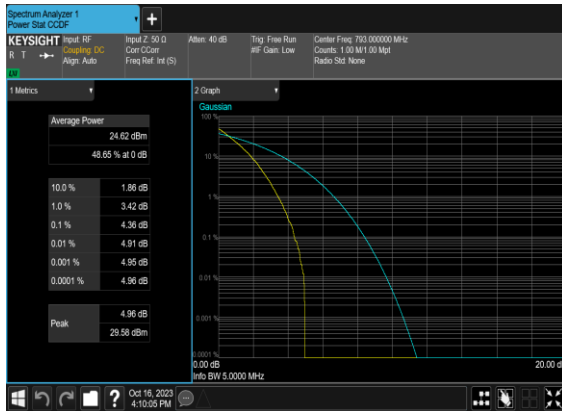 Spectrum Analyzer 1
Power Stat CCDF
KEYSIGHT
R T
Input: RF
Coupling: DC
Align: Auto
Input Z: 50 Ω
Corr CCorr
Freq Ref: Int (S)
Atten: 40 dB
Trig: Free Run
#IF Gain: Low
Center Freq: 793.000000 MHz
Counts: 1.00 M/1.00 Mpt
Radio Std: None
1 Metrics
Average Power
24.62 dBm
48.65 % at 0 dB
10.0 % 1.86 dB
1.0 % 3.42 dB
0.1 % 4.36 dB
0.01 % 4.91 dB
0.001 % 4.95 dB
0.0001 % 4.96 dB
Peak
4.96 dB
29.58 dBm
2 Graph
Gaussian
100 %
10 %
1 %
0.1 %
0.01 %
0.001 %
0.0001 %
0.00 dB
20.00 d
Info BW 5.0000 MHz
Oct 16, 2023
4:10:05 PM